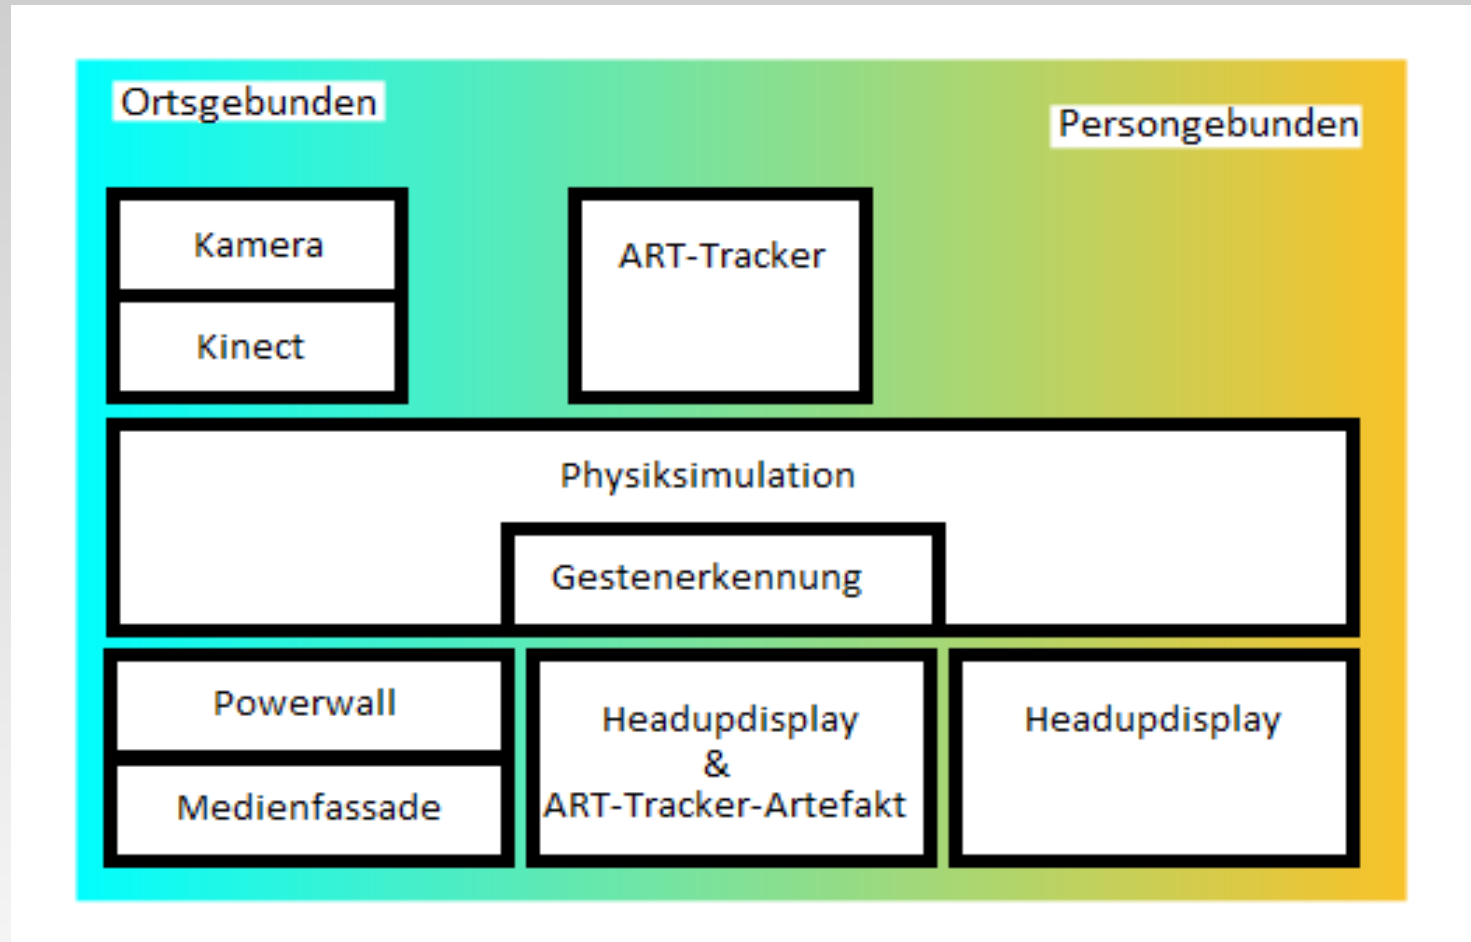 Ortsgebunden
Persongebunden
Kamera
Kinect
ART-Tracker
Physiksimulation
Gestenerkennung
Powerwall
Medienfassade
Headupdisplay
&
ART-Tracker-Artefakt
Headupdisplay